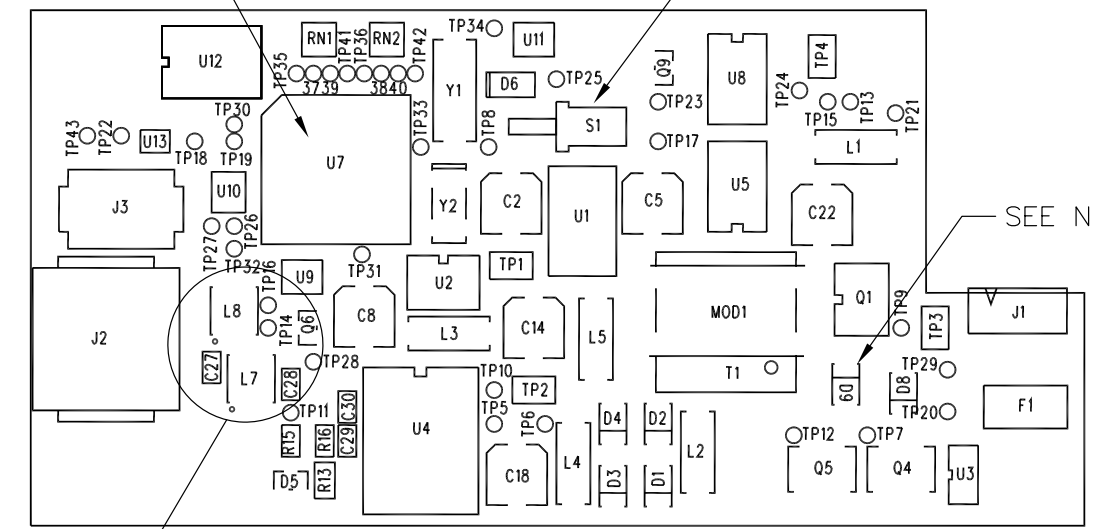 TP34
RN1
TP41
TP36
RN2
TP42
U11
TP35
U12
3739
3840
Y1
D6
TP25
Q9
U8
TP4
TP24
TP30
TP33
TP8
S1
TP23
TP15
TP13
TP21
TP43
TP22
U13
TP18
TP19
U7
TP17
L1
U10
J3
Y2
C2
U1
C5
U5
C22
SEE N
TP27
TP26
TP32
TP16
TP31
U9
U2
TP1
J2
L8
TP14
Q6
C8
L3
C14
L5
MOD1
Q1
TP9
TP3
J1
C27
L7
C28
TP28
TP10
TP2
T1
D9
D8
TP29
TP20
F1
TP11
C30
TP5
TP6
D4
D2
R15
R16
C29
U4
L4
L2
TP12
TP7
D5
R13
C18
D3
D1
Q5
Q4
U3